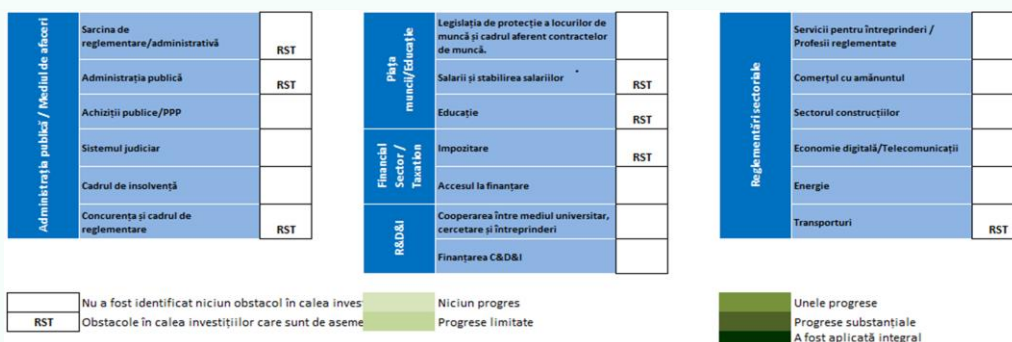 Administrația publică / Mediul de afaceri
Sarcina de
reglementare/administrativă
RST
Administrația publică
RST
Achiziții publice/PPP
Sistemul judiciar
Cadrul de insolvență
Concurența și cadrul de
reglementare
RST
Piața
muncii/Educație
Legislația de protecție a locurilor de
muncă și cadrul aferent contractelor
de muncă.
Salarii și stabilirea salariilor
RST
Educație
RST
Financial
Sector /
Taxation
Impozitare
RST
Accesul la finanțare
R&D&I
Cooperarea între mediul universitar,
cercetare și întreprinderi
Finanțarea C&D&I
Reglementări sectoriale
Servicii pentru întreprinderi /
Profesii reglementate
Comerțul cu amănuntul
Sectorul construcțiilor
Economie digitală/Telecomunicații
Energie
Transporturi
RST
Nu a fost identificat niciun obstacol în calea inves
RST
Obstacole în calea investițiilor care sunt de aseme
Niciun progres
Progrese limitate
Unele progrese
Progrese substanțiale
A fost aplicată integral